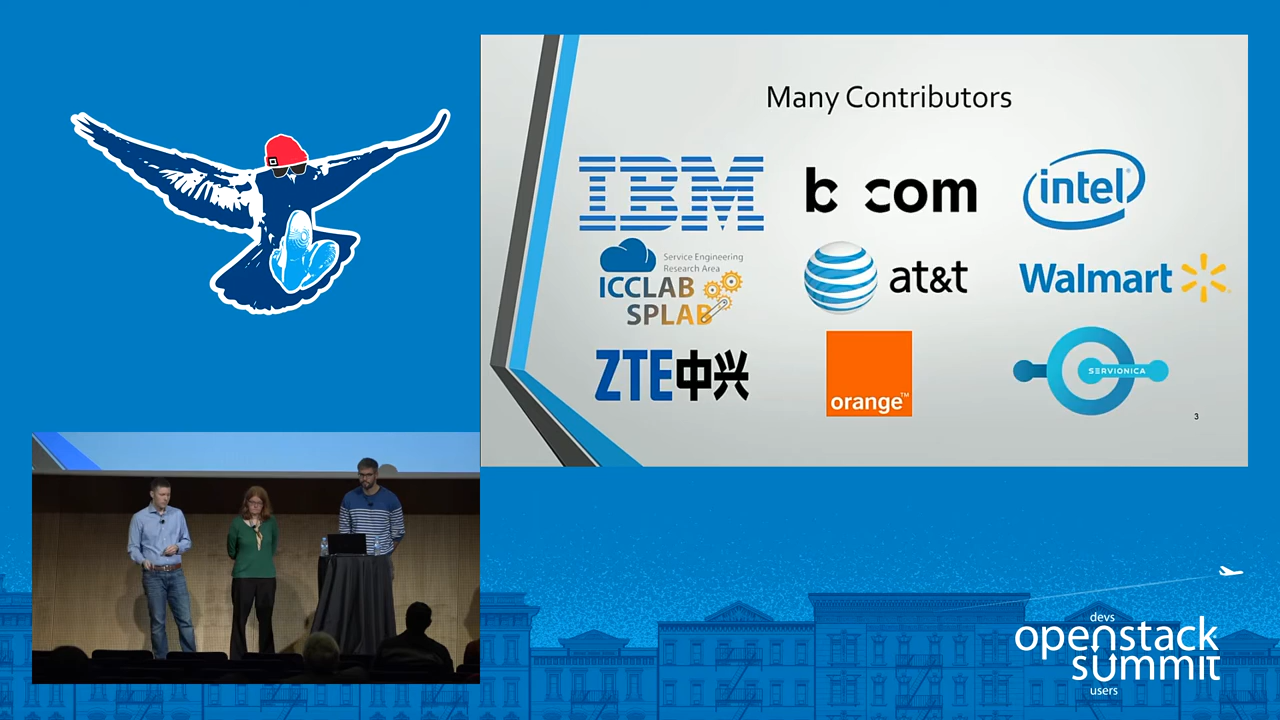 Many Contributors
IBM
b com
intel
Service Engineering
Research Area
ICCLAB
SPLAB
at&t
Walmart
ZTE中兴
orange™
SERVIONICA
3
devs
openstack
summit
users